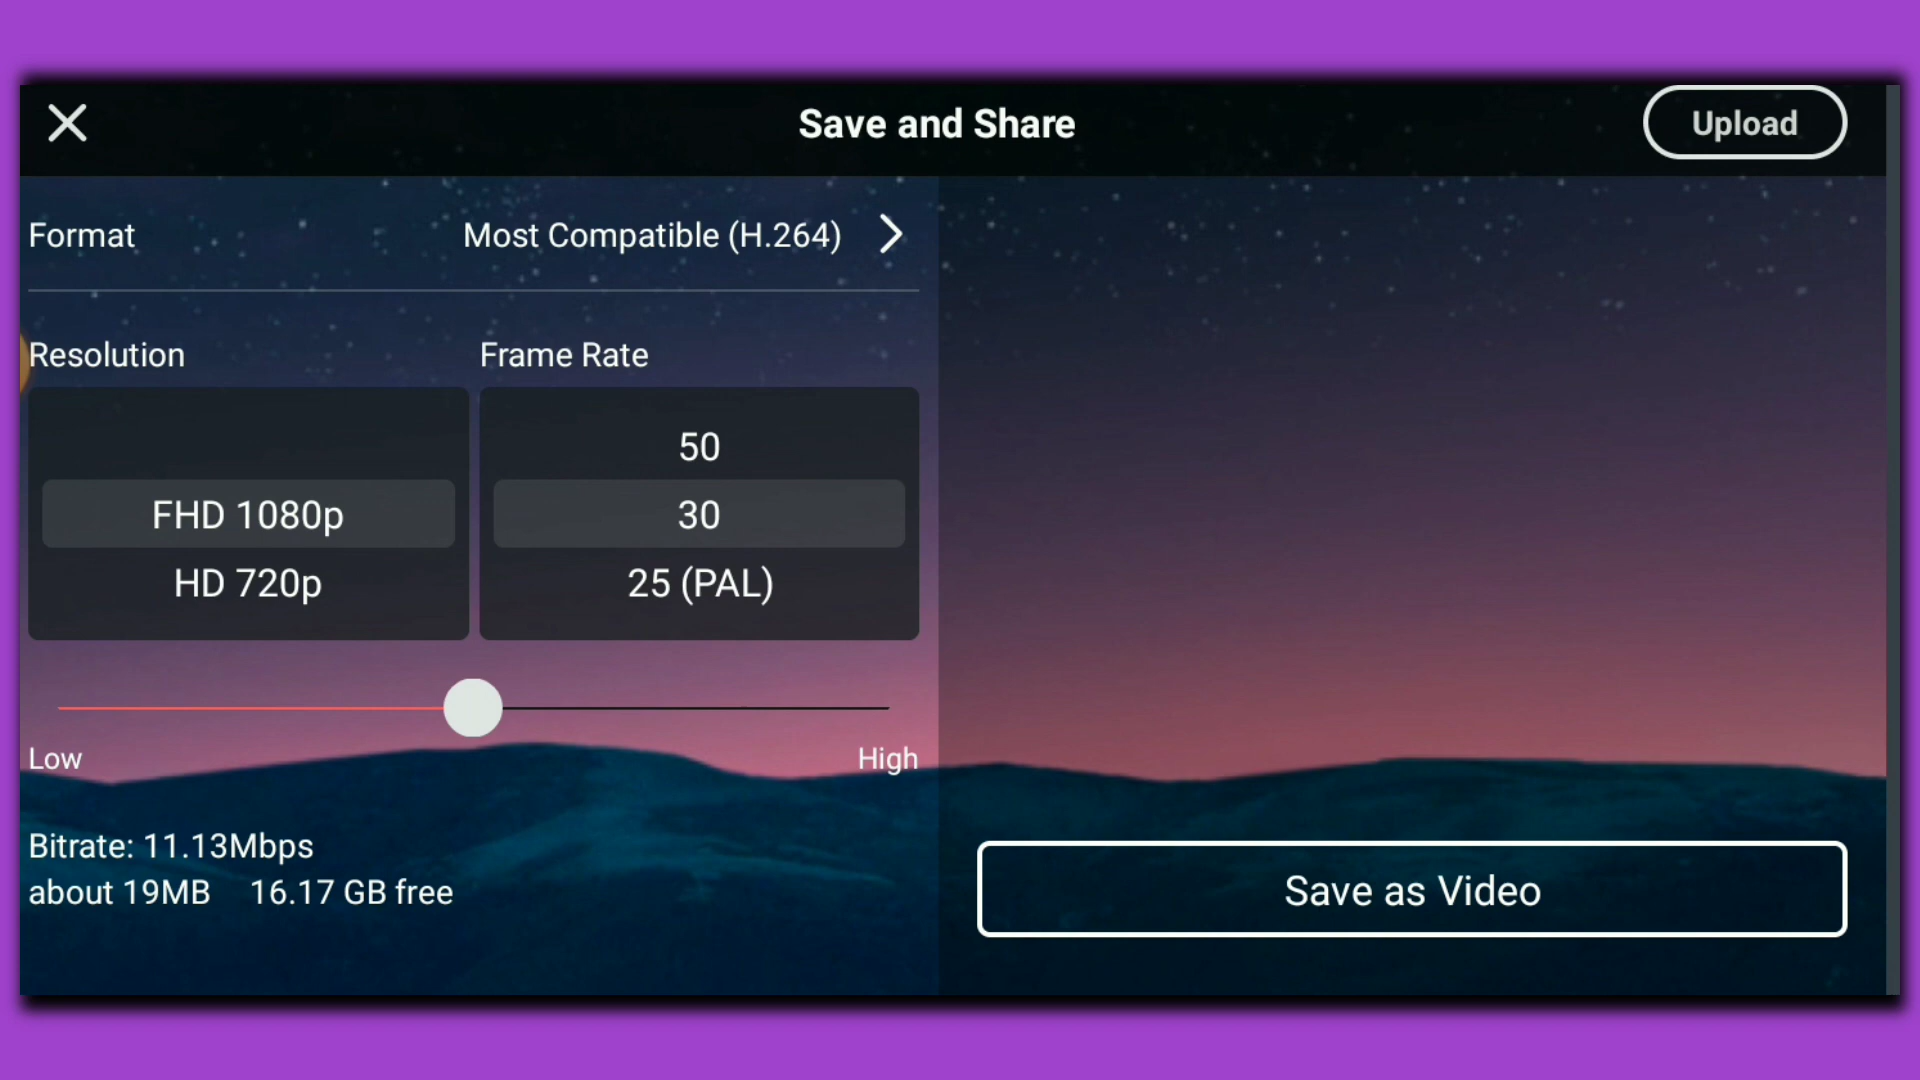 Save and Share
Upload
Format
Most Compatible (H.264)
Resolution
Frame Rate
FHD 1080p
HD 720p
50
30
25 (PAL)
Low
High
Bitrate: 11.13Mbps
about 19MB 16.17 GB free
Save as Video